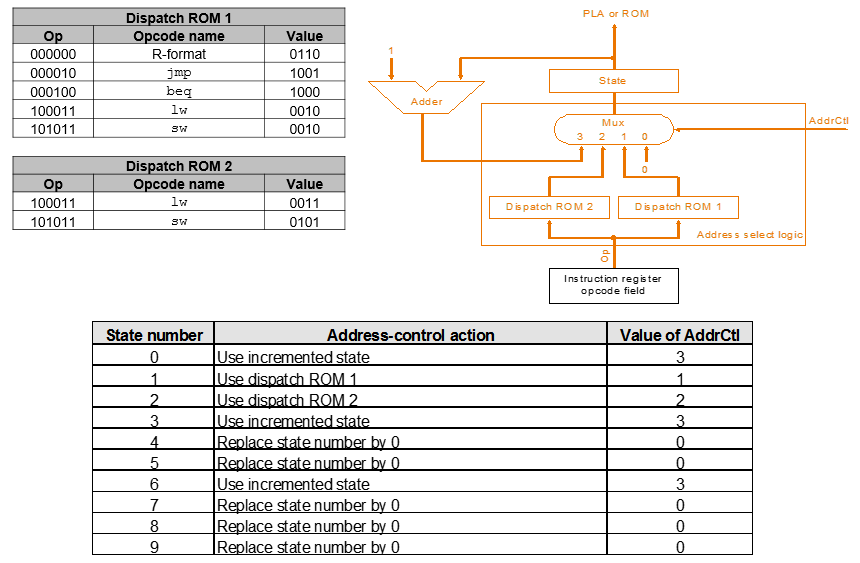 Dispatch ROM 1
Op Opcode name Value
000000 R-format 0110
000010 jmp 1001
000100 beq 1000
100011 lw 0010
101011 sw 0010
Dispatch ROM 2
Op Opcode name Value
100011 lw 0011
101011 sw 0101
PLA or ROM
1
State
Adder
Mux
AddrCtl
3 2 1 0
0
Dispatch ROM 2 Dispatch ROM 1
Address select logic
Op
Instruction register
opcode field
State number Address-control action Value of AddrCtl
0 Use incremented state 3
1 Use dispatch ROM 1 1
2 Use dispatch ROM 2 2
3 Use incremented state 3
4 Replace state number by 0 0
5 Replace state number by 0 0
6 Use incremented state 3
7 Replace state number by 0 0
8 Replace state number by 0 0
9 Replace state number by 0 0